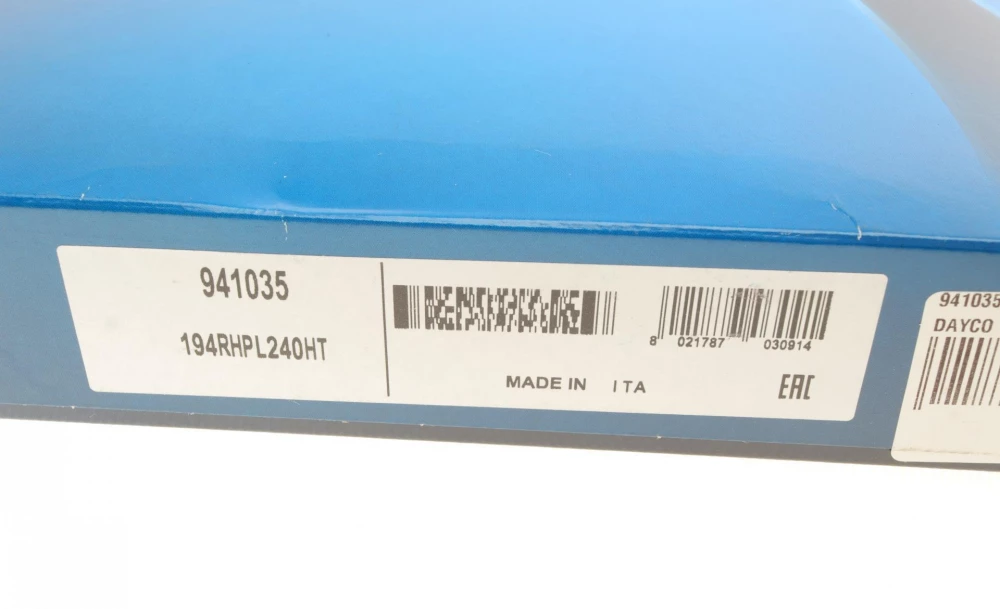 941035
194RHPL240HT
8 021787 030914
MADE IN ITA
EAC
941035
DAYCO